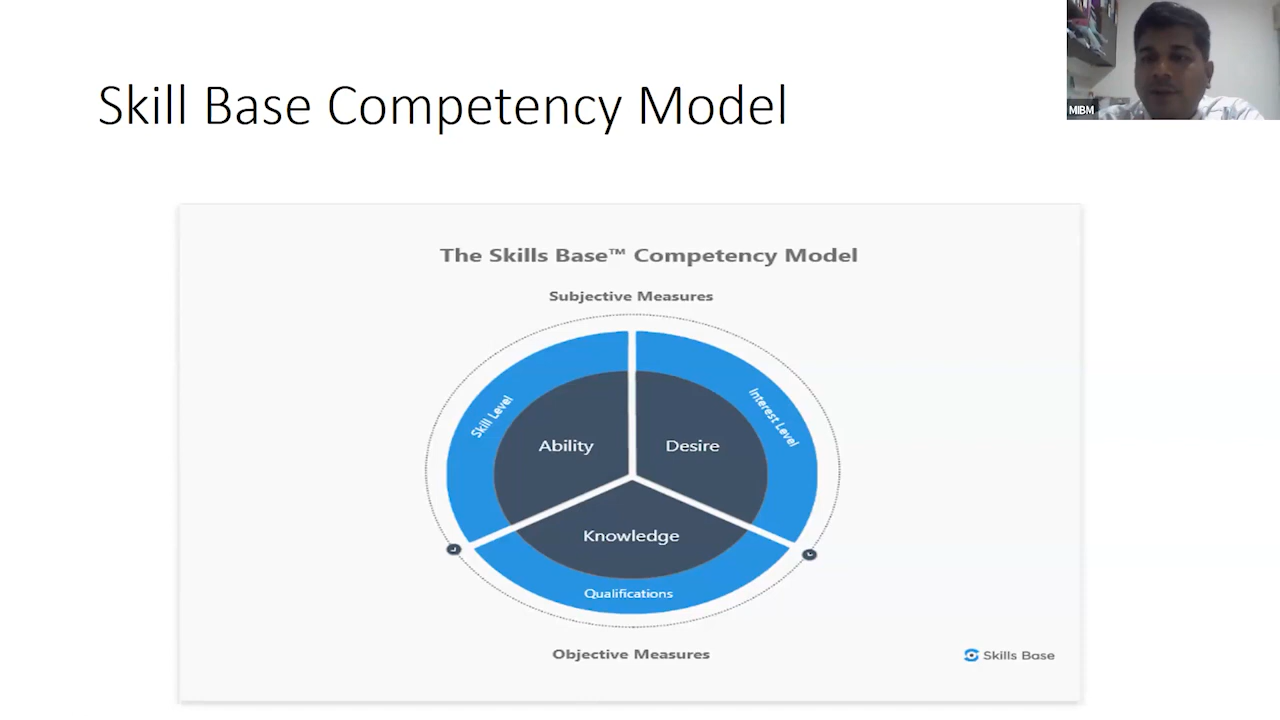 Skill Base Competency Model
MIBM
The Skills Base™ Competency Model
Subjective Measures
Skill Level
Interest Level
Ability
Desire
Knowledge
Qualifications
Objective Measures
Skills Base